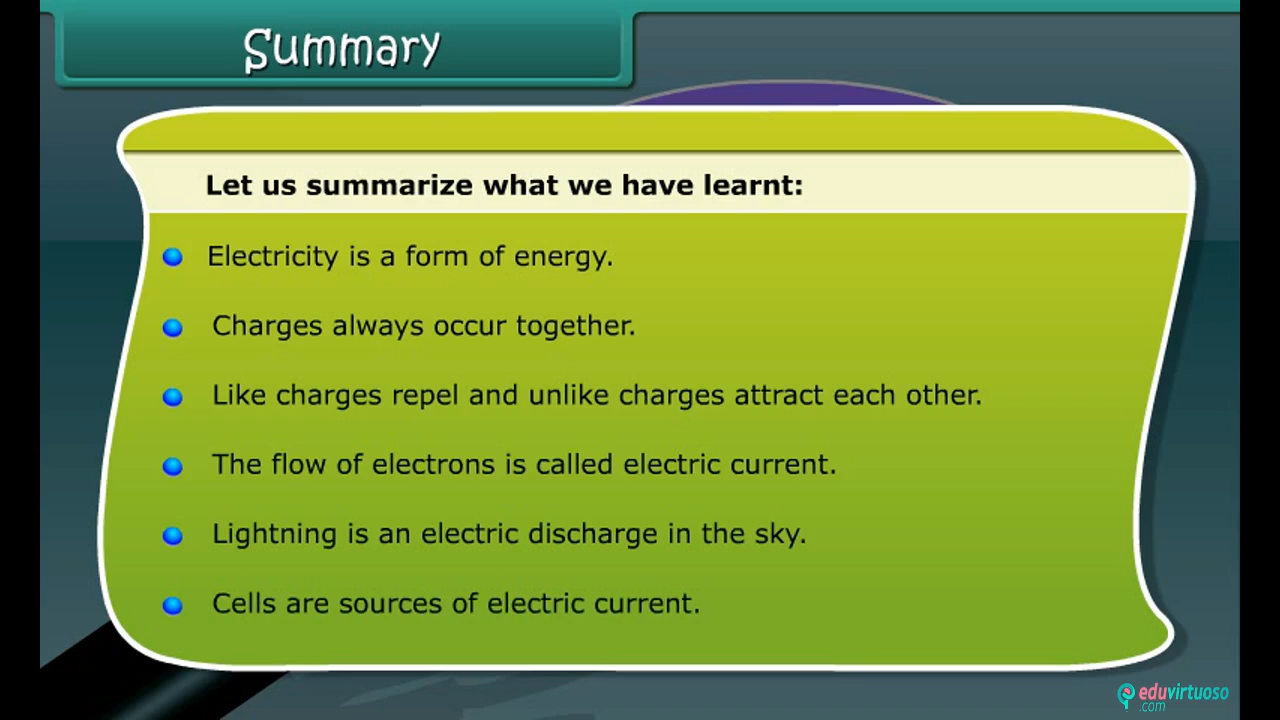 Summary
Let us summarize what we have learnt:
Electricity is a form of energy.
Charges always occur together.
Like charges repel and unlike charges attract each other.
The flow of electrons is called electric current.
Lightning is an electric discharge in the sky.
Cells are sources of electric current.
eduvirtuoso
.com